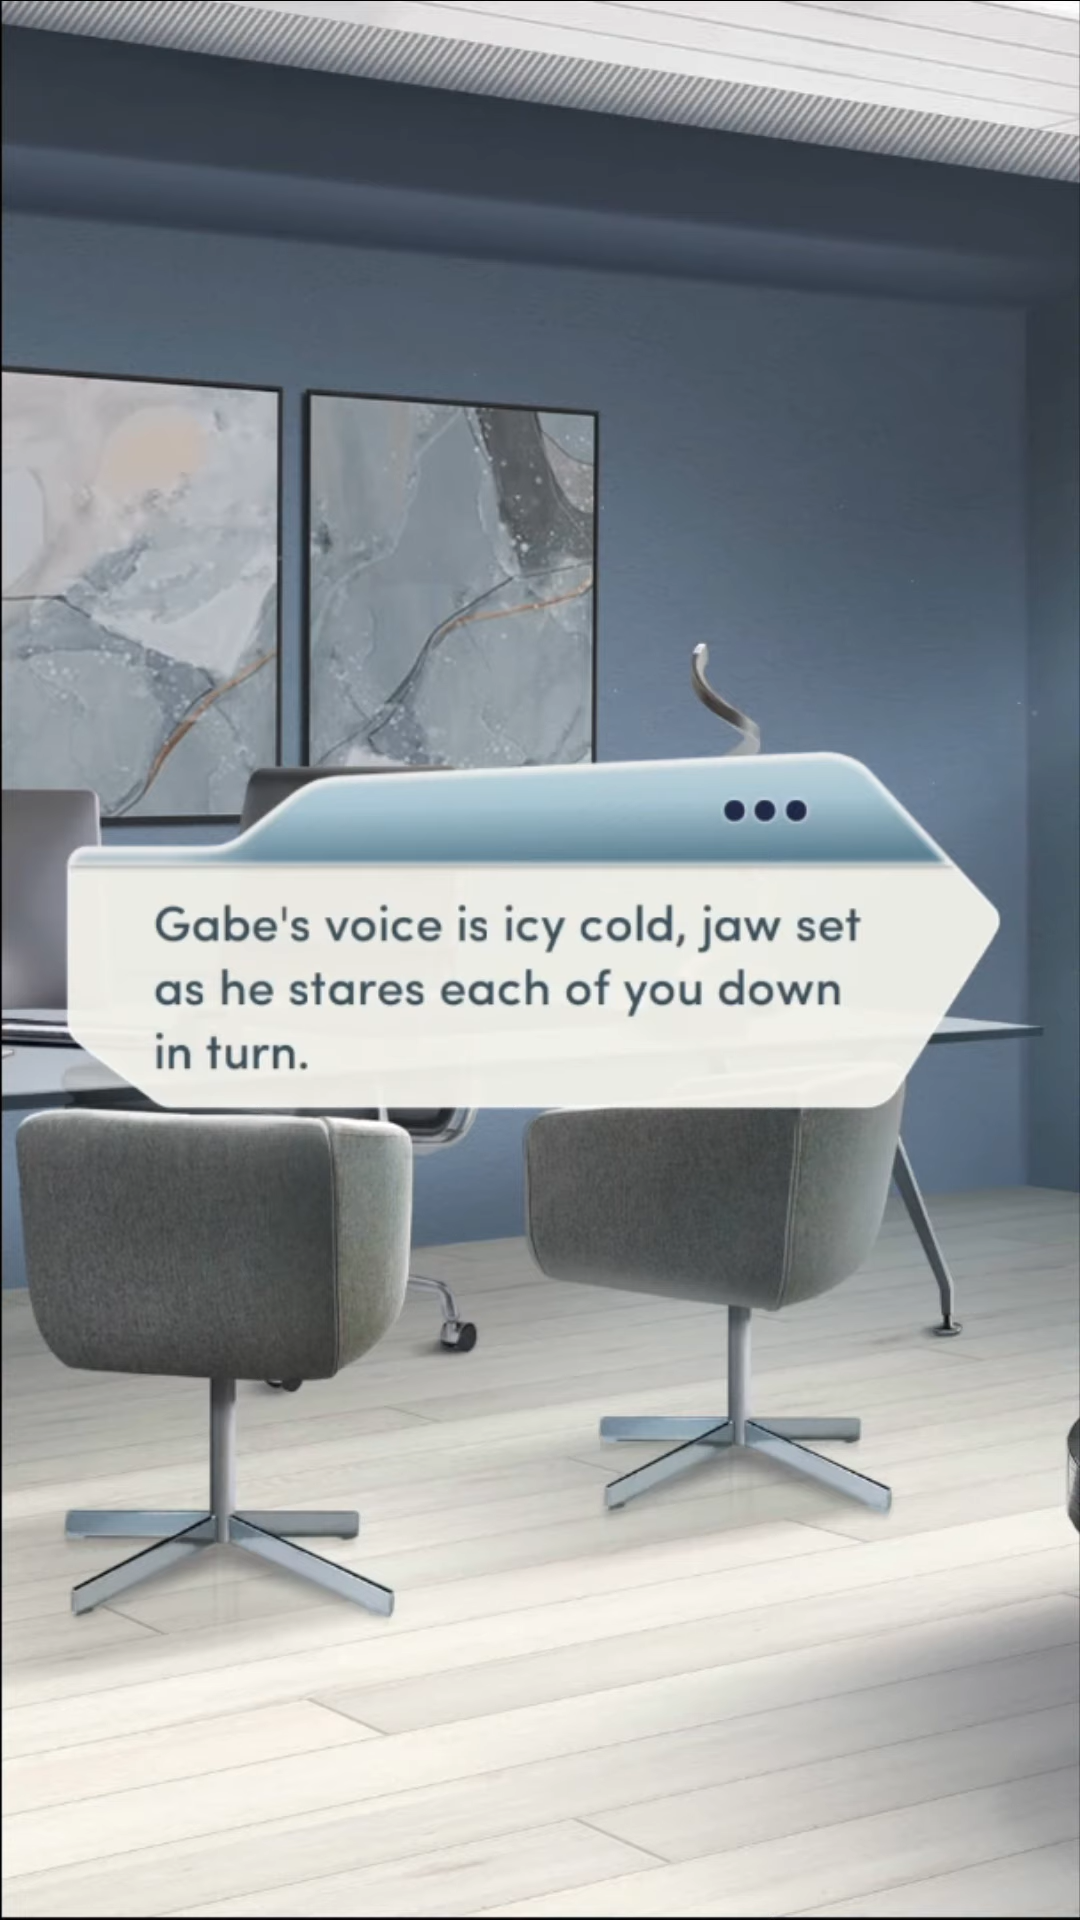 Gabe's voice is icy cold, jaw set
as he stares each of you down
in turn.